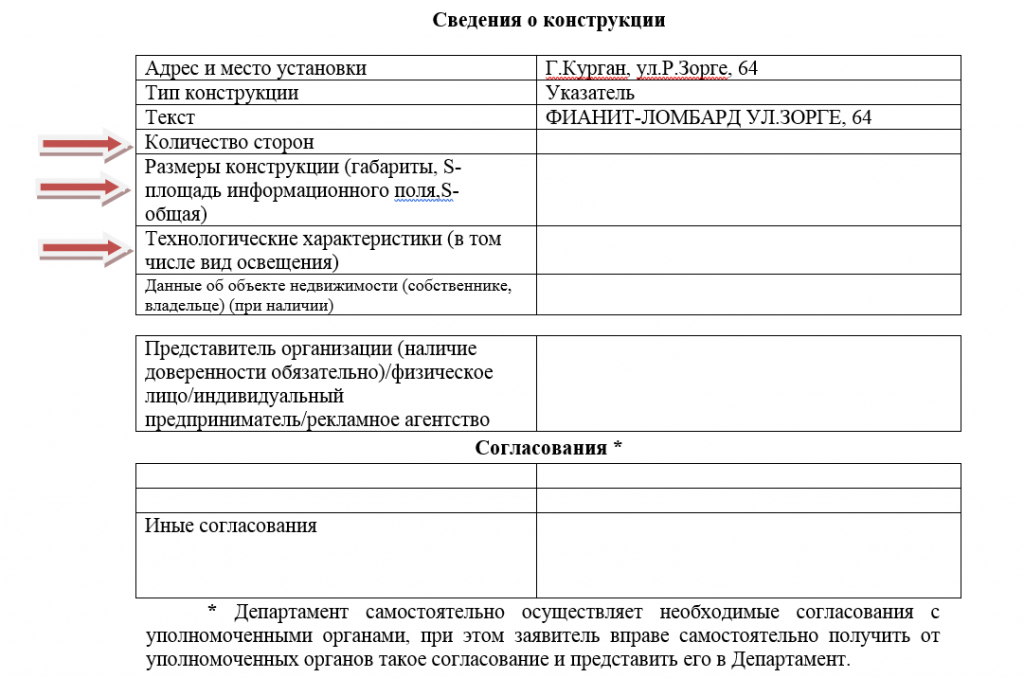 Сведения о конструкции
Адрес и место установки
Г.Курган, ул.Р.Зорге, 64
Тип конструкции
Указатель
Текст
ФИАНИТ-ЛОМБАРД УЛ.ЗОРГЕ, 64
Количество сторон
Размеры конструкции (габариты, S-
площадь информационного поля,S-
общая)
Технологические характеристики (в том
числе вид освещения)
Данные об объекте недвижимости (собственнике,
владельце) (при наличии)
Представитель организации (наличие
доверенности обязательно)/физическое
лицо/индивидуальный
предприниматель/рекламное агентство
Согласования *
Иные согласования
* Департамент самостоятельно осуществляет необходимые согласования с
уполномоченными органами, при этом заявитель вправе самостоятельно получить от
уполномоченных органов такое согласование и представить его в Департамент.